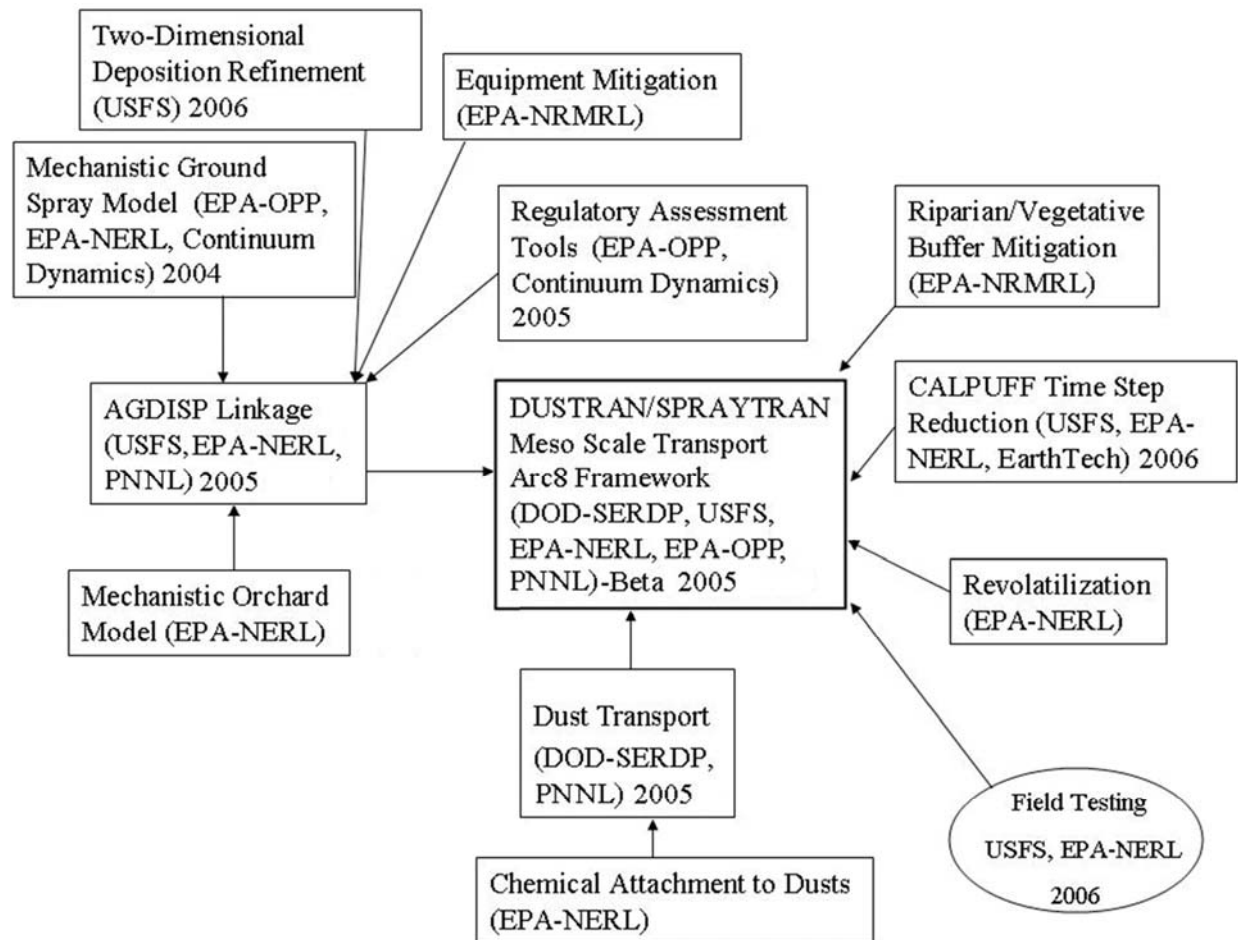 Two-Dimensional
Deposition Refinement
(USFS) 2006
Equipment Mitigation
(EPA-NRMRL)
Mechanistic Ground
Spray Model (EPA-OPP,
EPA-NERL, Continuum
Dynamics) 2004
Regulatory Assessment
Tools (EPA-OPP,
Continuum Dynamics)
2005
Riparian/Vegetative
Buffer Mitigation
(EPA-NRMRL)
AGDISP Linkage
(USFS, EPA-NERL,
PNNL) 2005
DUSTRAN/SPRAYTRAN
Meso Scale Transport
Arc8 Framework
(DOD-SERDP, USFS,
EPA-NERL, EPA-OPP,
PNNL)-Beta 2005
CALPUFF Time Step
Reduction (USFS, EPA-
NERL, EarthTech) 2006
Mechanistic Orchard
Model (EPA-NERL)
Revolatilization
(EPA-NERL)
Dust Transport
(DOD-SERDP,
PNNL) 2005
Field Testing
USFS, EPA-NERL
2006
Chemical Attachment to Dusts
(EPA-NERL)